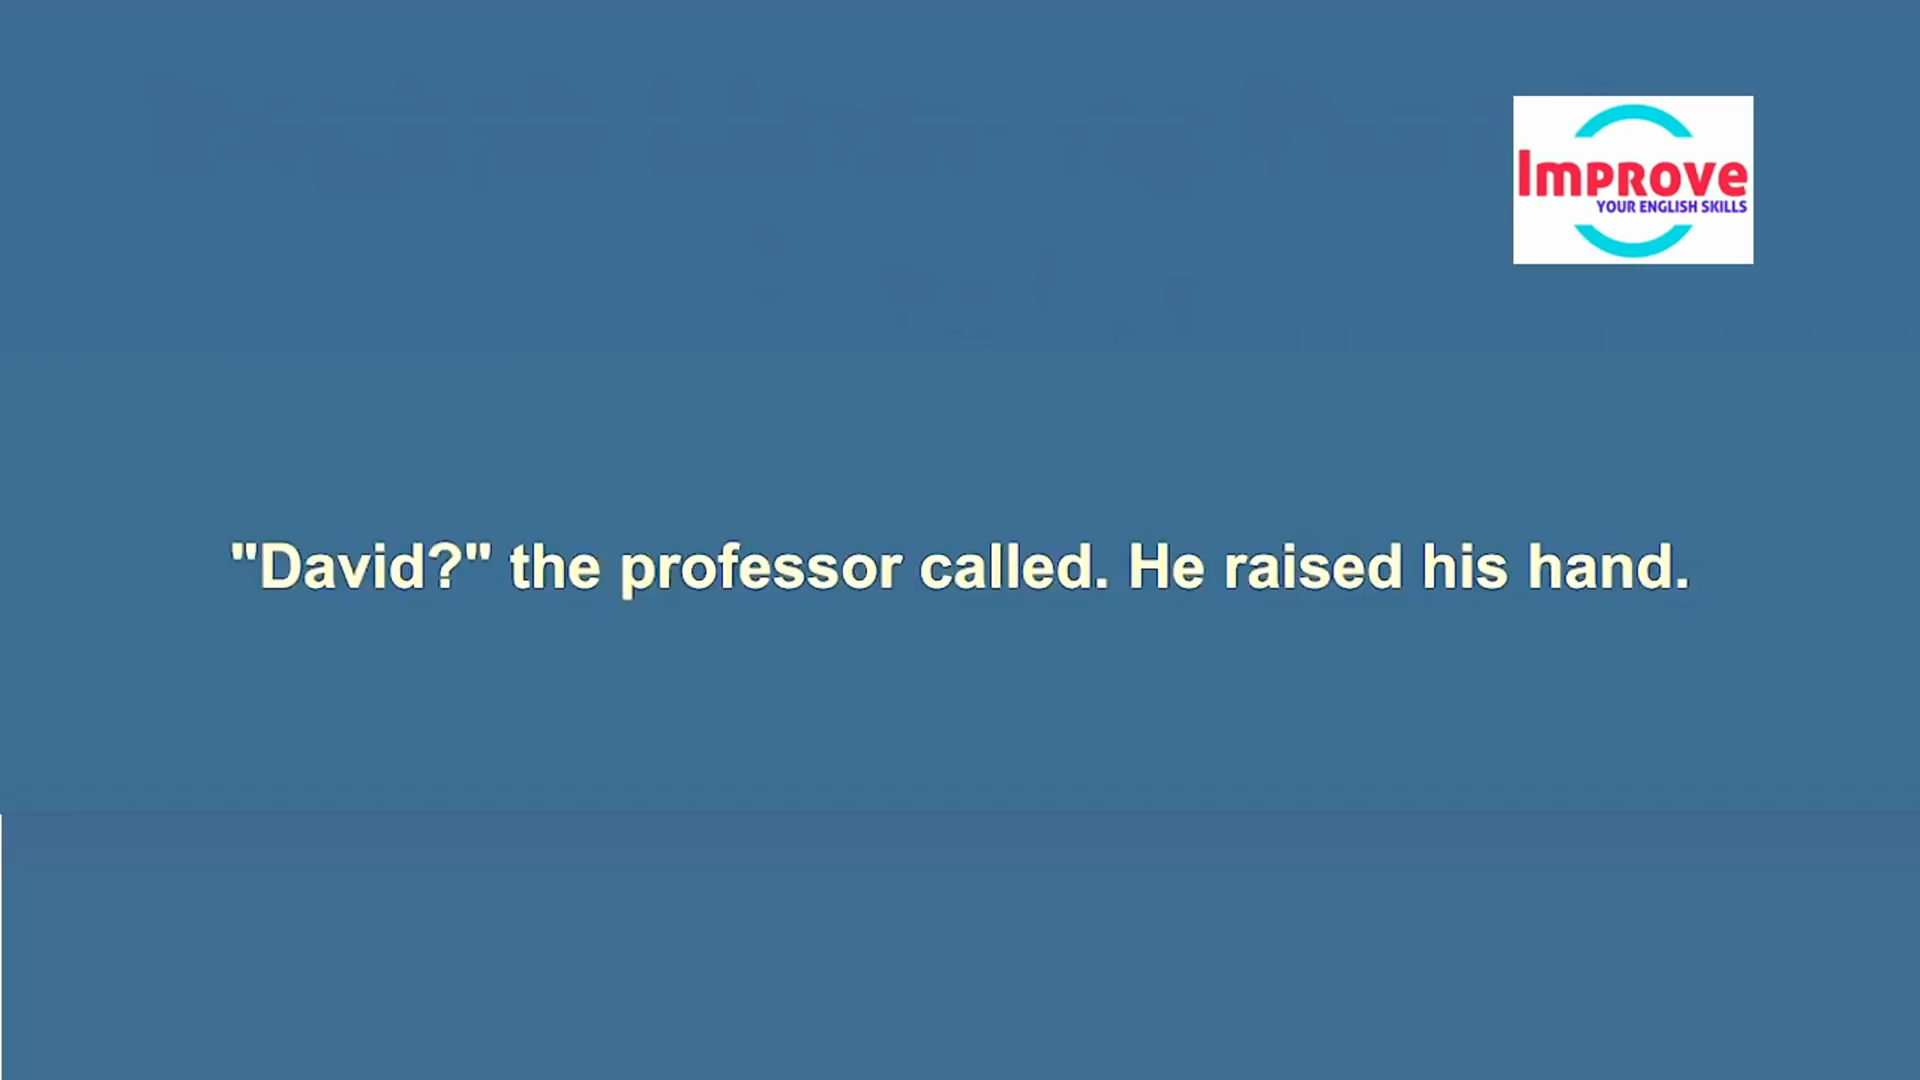 Improve
YOUR ENGLISH SKILLS
"David?" the professor called. He raised his hand.